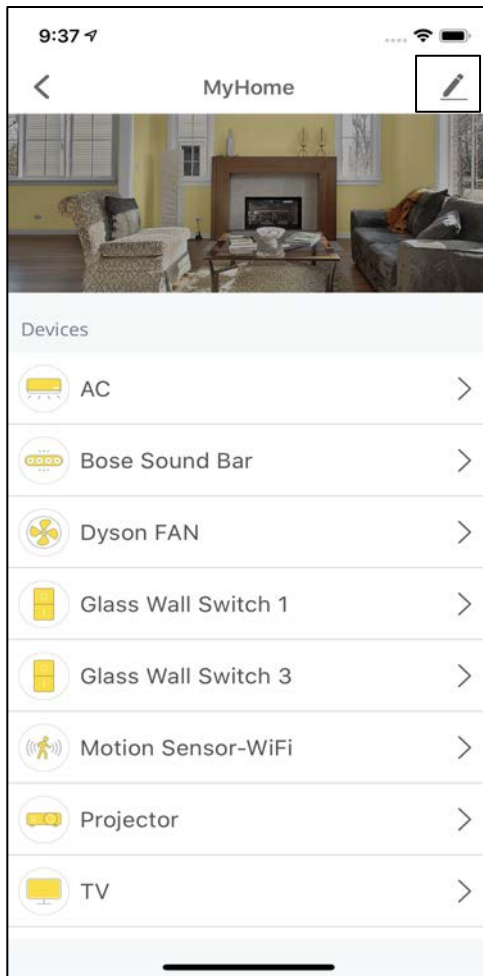 9:37
MyHome
Devices
AC
Bose Sound Bar
Dyson FAN
Glass Wall Switch 1
Glass Wall Switch 3
Motion Sensor-WiFi
Projector
TV